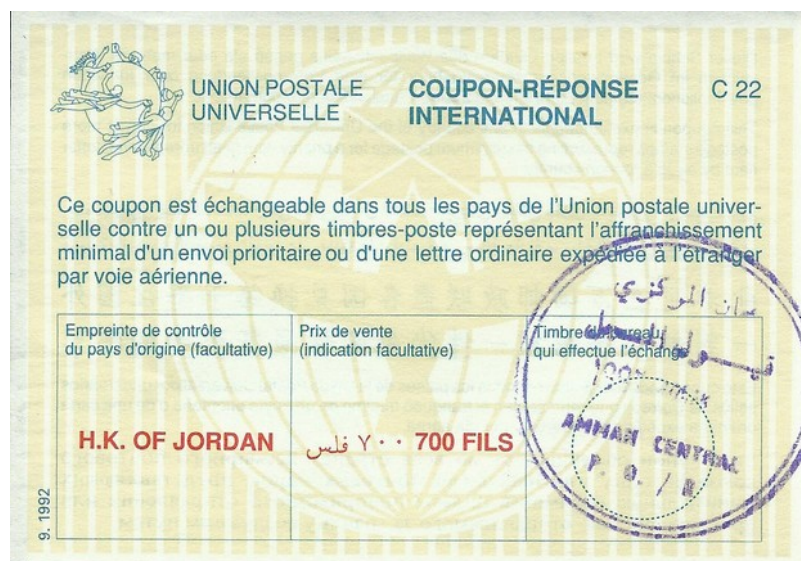 UNION POSTALE
UNIVERSELLE
COUPON-RÉPONSE
INTERNATIONAL
C 22
Ce coupon est échangeable dans tous les pays de l'Union postale univer-
selle contre un ou plusieurs timbres-poste représentant l'affranchissement
minimal d'un envoi prioritaire ou d'une lettre ordinaire expédiée à l'étranger
par voie aérienne.
Empreinte de contrôle
du pays d'origine (facultative)
Prix de vente
(indication facultative)
Timbre du bureau
qui effectue l'échange
H.K. OF JORDAN
٧٠٠ فلس 700 FILS
المركزي
AMMAN CENTRAL
P. O. / R
9. 1992